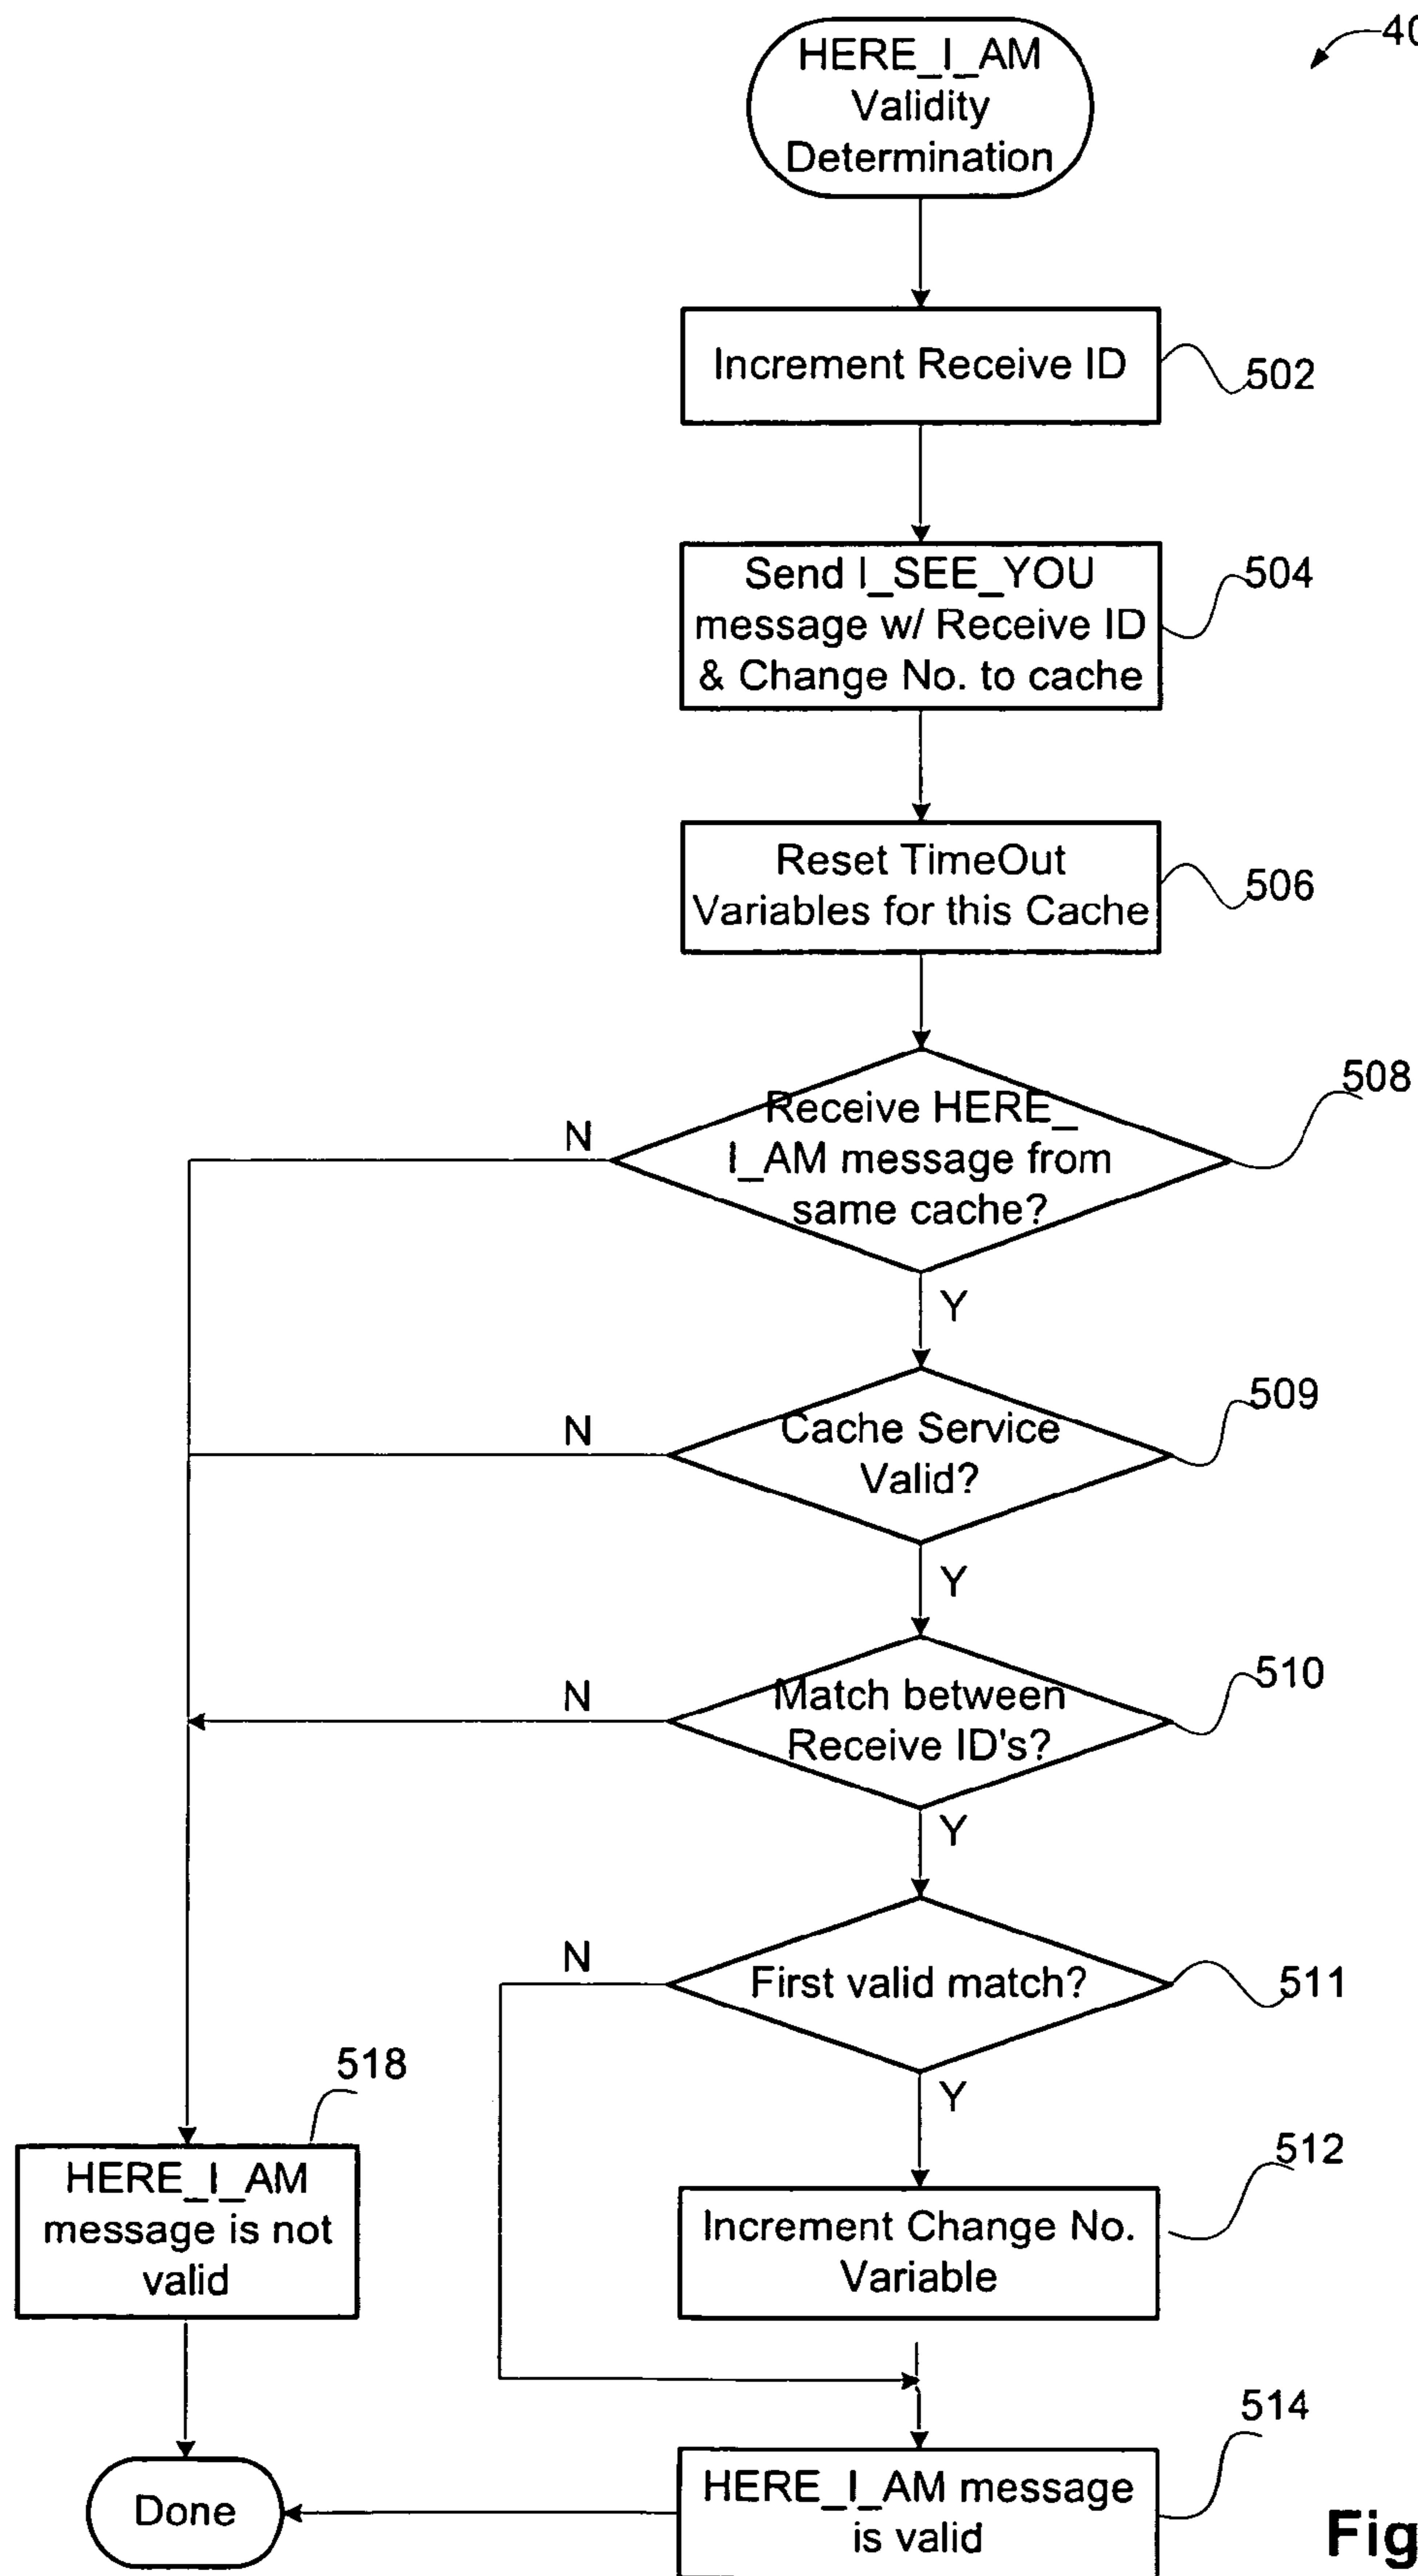 HERE_I_AM
Validity
Determination
40
Increment Receive ID
502
Send I_SEE_YOU
message w/ Receive ID
& Change No. to cache
504
Reset TimeOut
Variables for this Cache
506
Receive HERE_
I_AM message from
same cache?
508
N
Y
Cache Service
Valid?
509
N
Y
Match between
Receive ID's?
510
N
Y
First valid match?
511
N
Y
518
HERE_I_AM
message is not
valid
Increment Change No.
Variable
512
HERE_I_AM message
is valid
514
Done
Fig